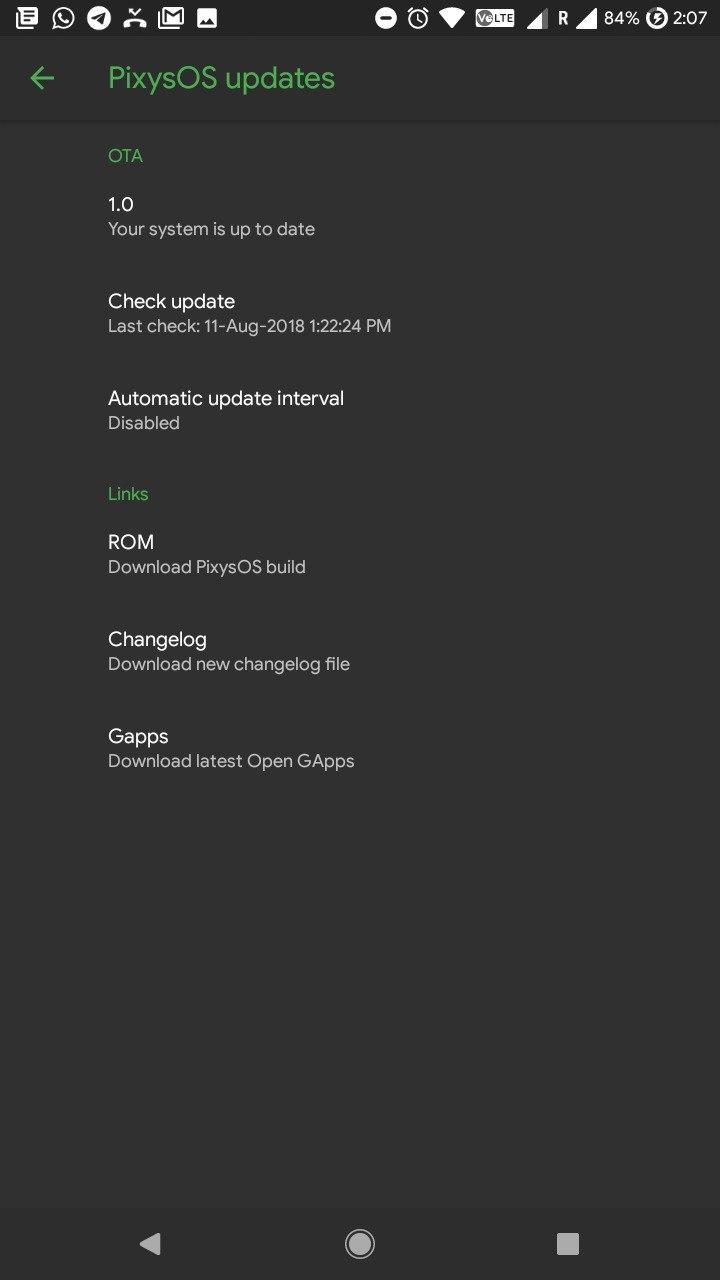 VoLTE R 84% 2:07
PixysOS updates
OTA
1.0
Your system is up to date
Check update
Last check: 11-Aug-2018 1:22:24 PM
Automatic update interval
Disabled
Links
ROM
Download PixysOS build
Changelog
Download new changelog file
Gapps
Download latest Open GApps